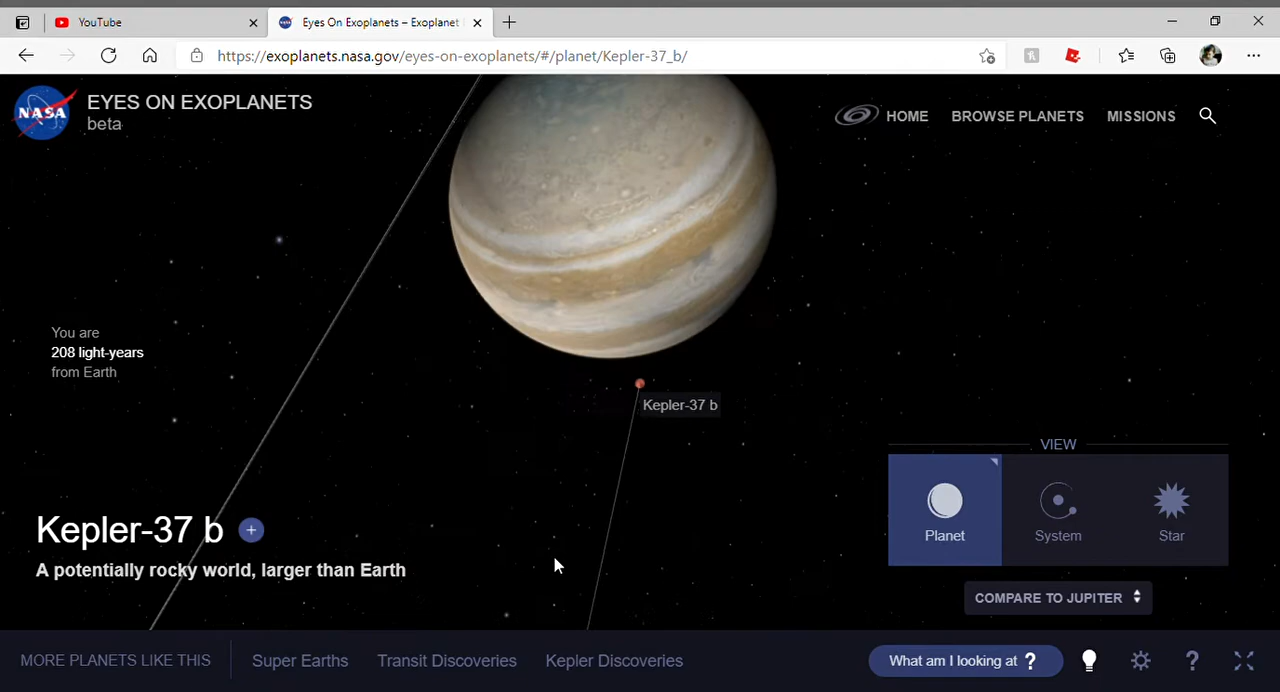 YouTube
Eyes On Exoplanets – Exoplanet
https://exoplanets.nasa.gov/eyes-on-exoplanets/#/planet/Kepler-37_b/
NASA
EYES ON EXOPLANETS
beta
HOME
BROWSE PLANETS
MISSIONS
You are
208 light-years
from Earth
Kepler-37 b
VIEW
Planet
System
Star
COMPARE TO JUPITER
Kepler-37 b +
A potentially rocky world, larger than Earth
MORE PLANETS LIKE THIS
Super Earths
Transit Discoveries
Kepler Discoveries
What am I looking at ?
?